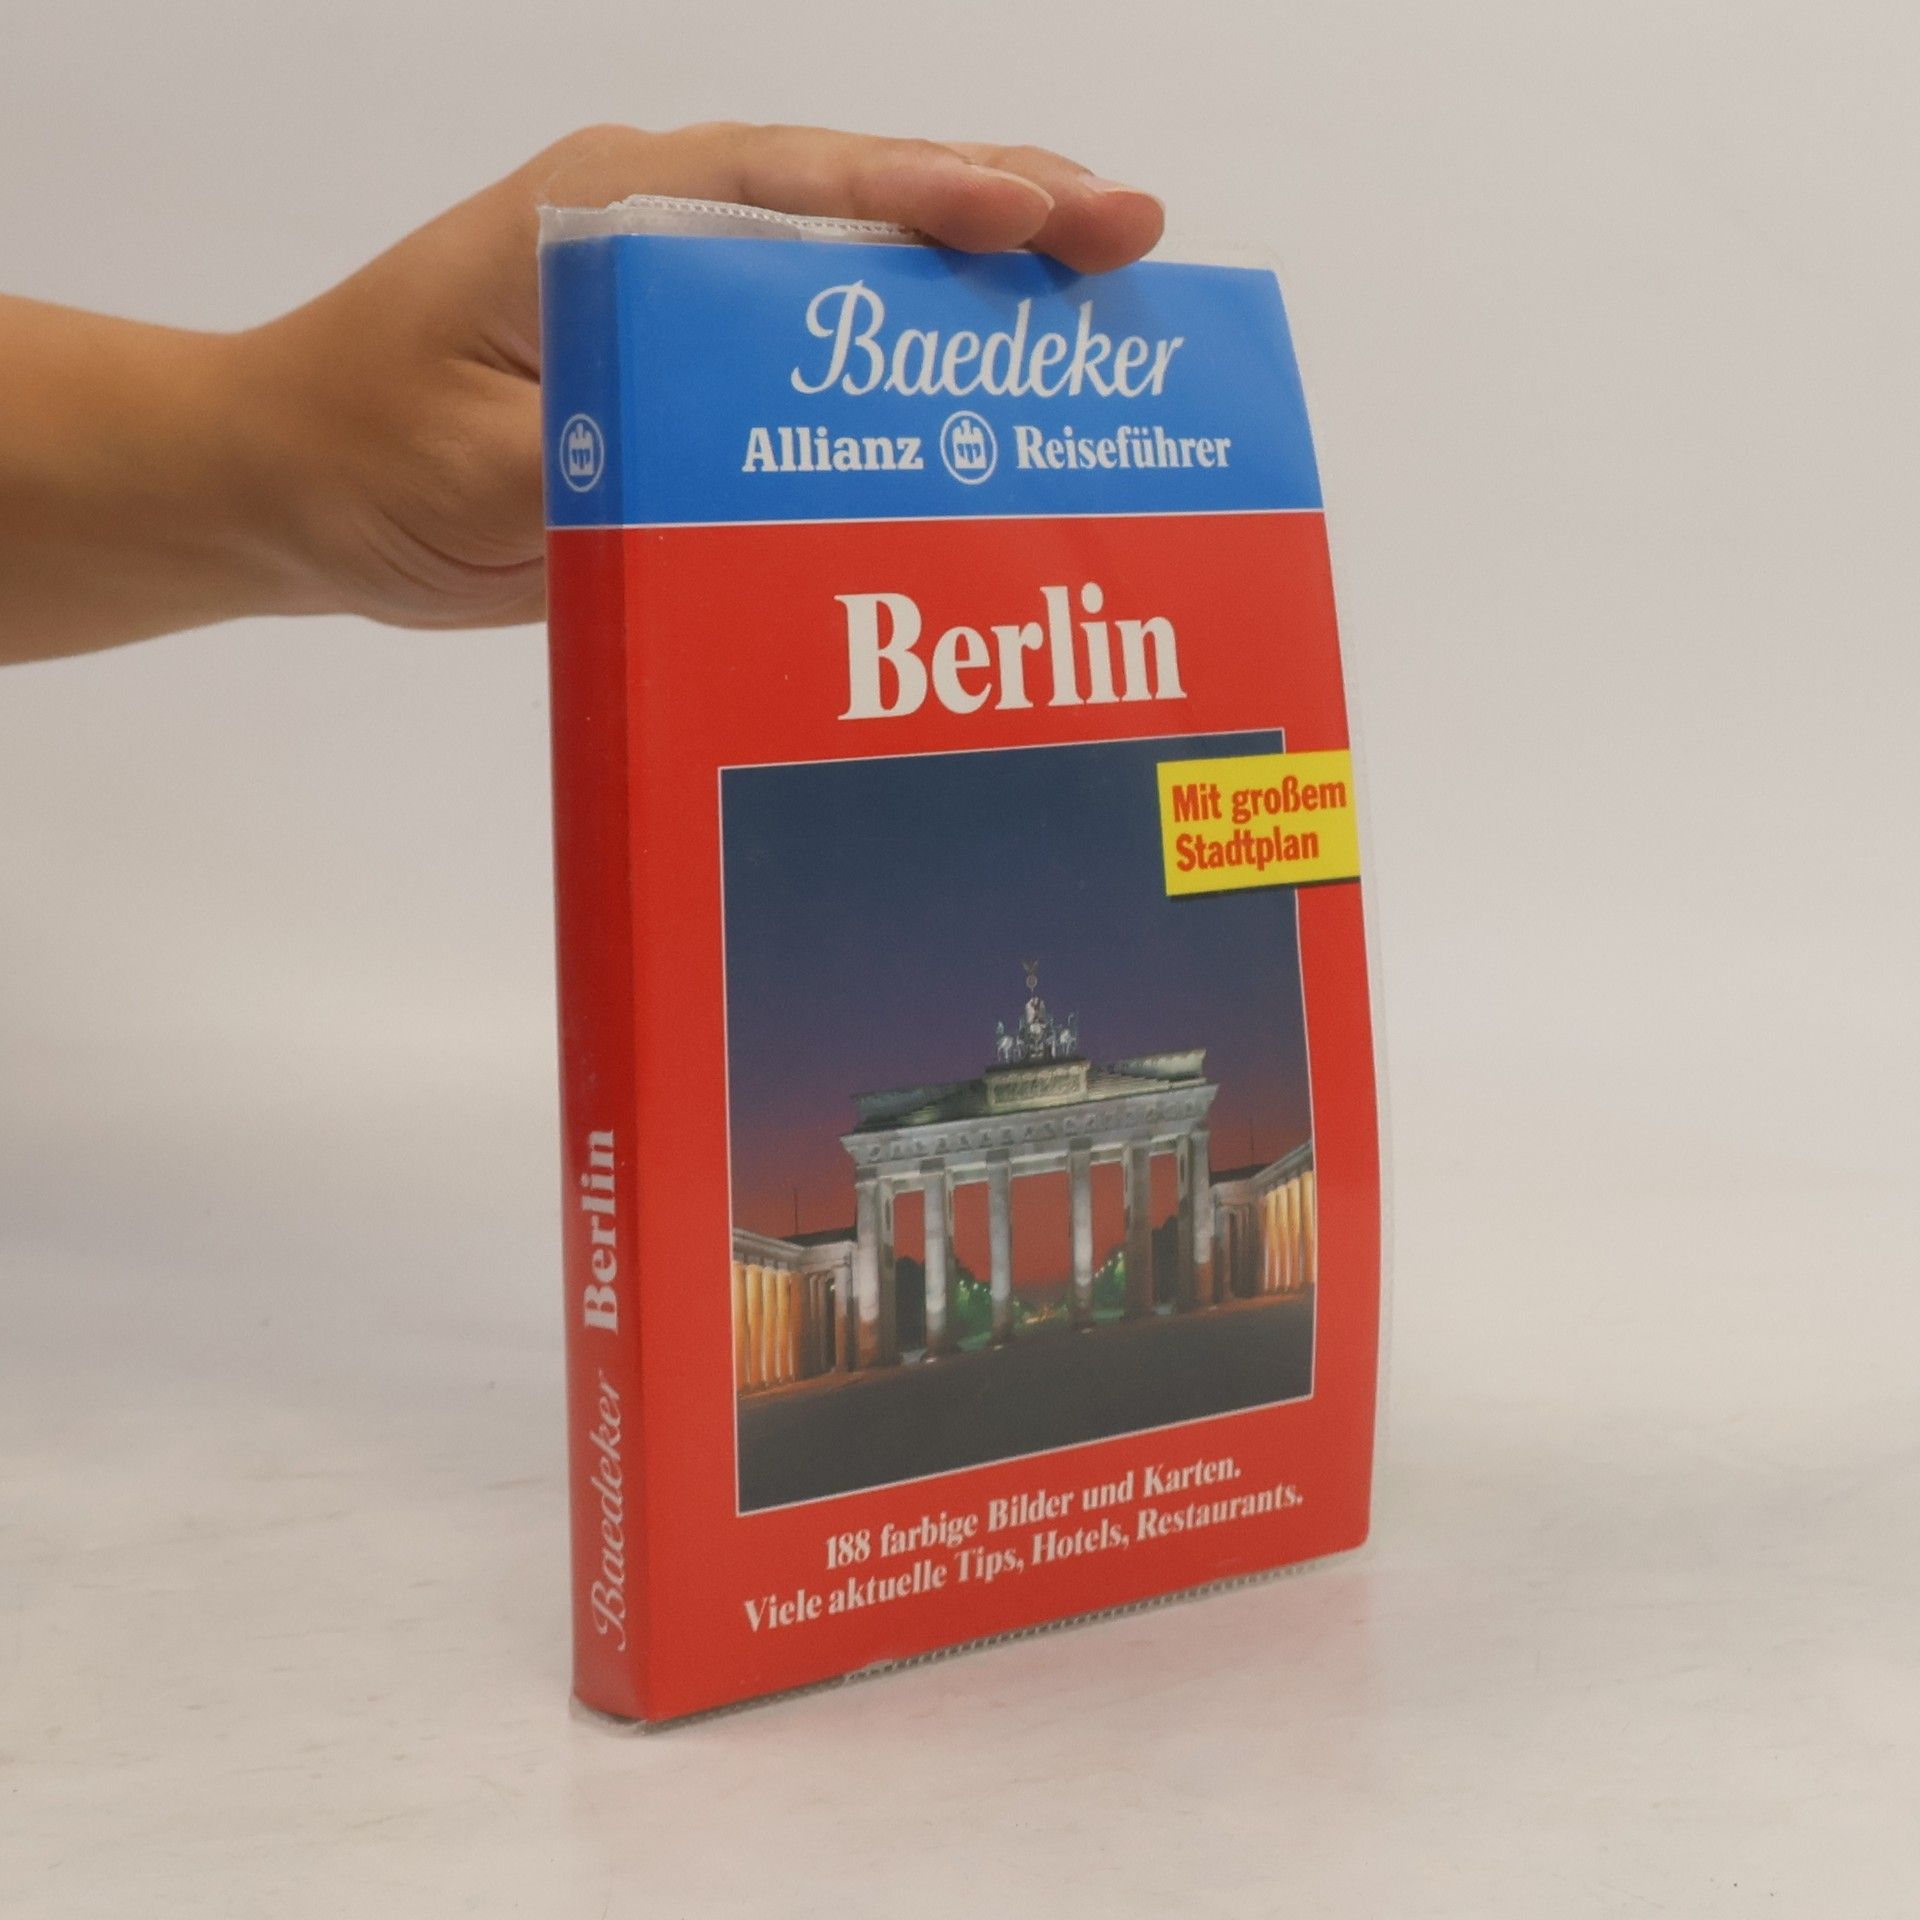 Baedeker
Allianz Reiseführer
Berlin
Mit großem
Stadtplan
188 farbige Bilder und Karten.
Viele aktuelle Tips, Hotels, Restaurants.
Baedeker Berlin